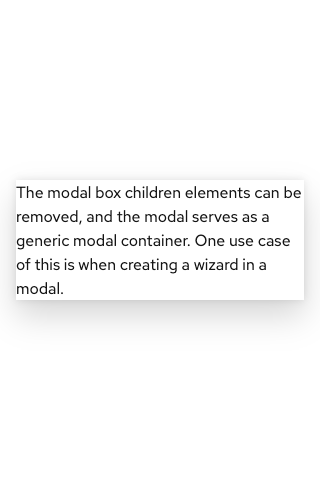 The modal box children elements can be
removed, and the modal serves as a
generic modal container. One use case
of this is when creating a wizard in a
modal.